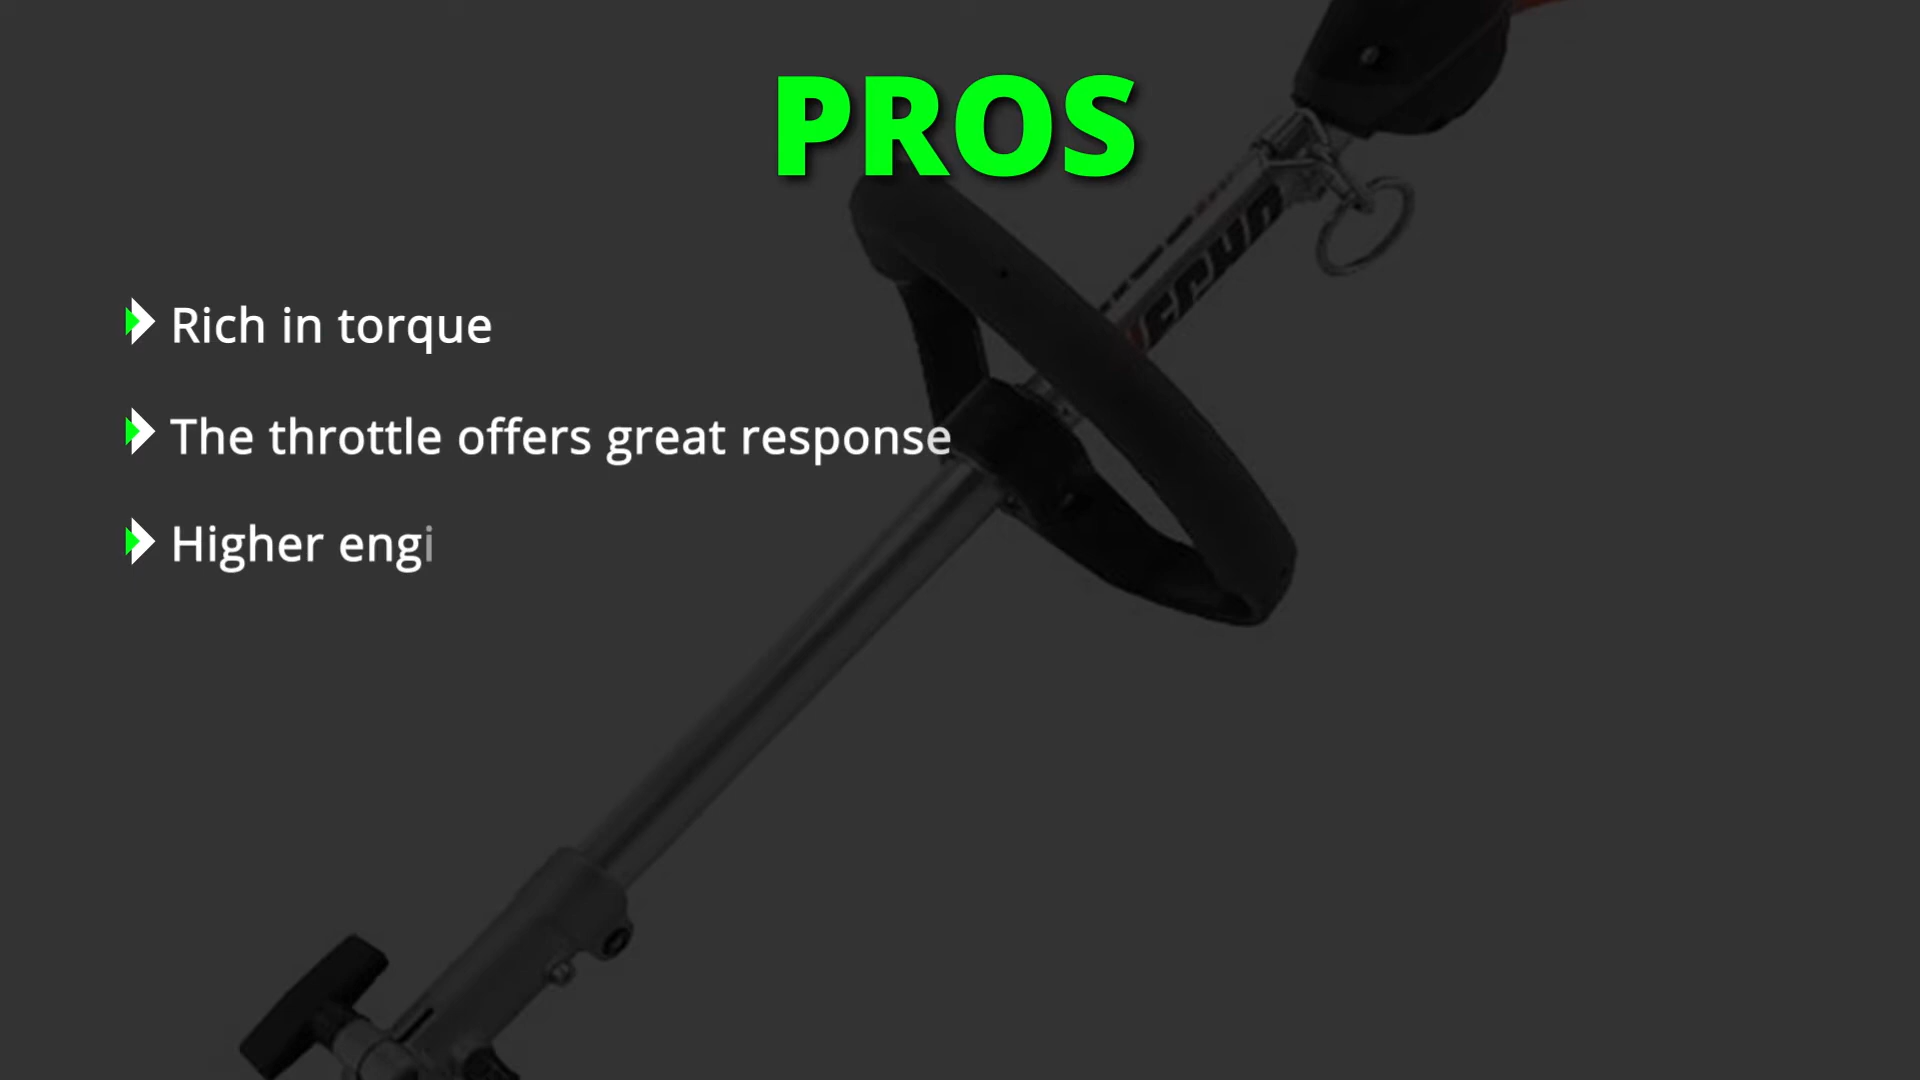 PROS
Rich in torque
The throttle offers great response
Higher engi